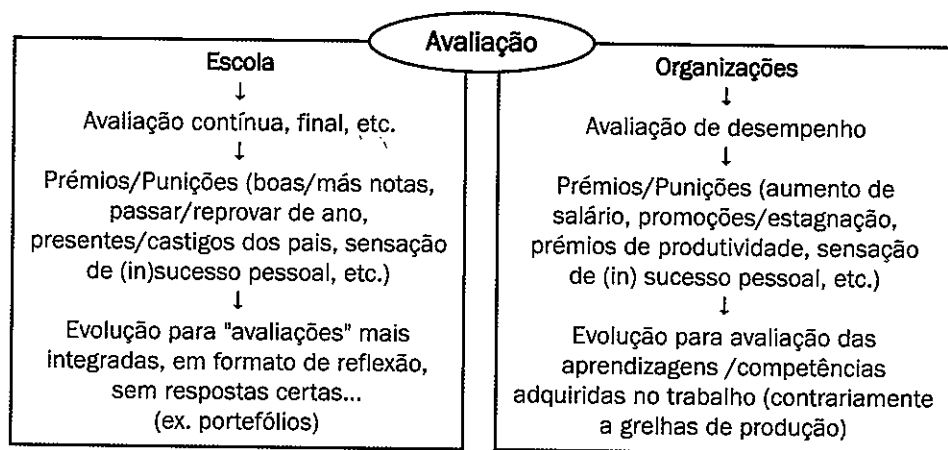 Avaliação
Escola
↓
Avaliação contínua, final, etc.
↓
Prémios/Punições (boas/más notas,
passar/reprovar de ano,
presentes/castigos dos pais, sensação
de (in)sucesso pessoal, etc.)
↓
Evolução para "avaliações" mais
integradas, em formato de reflexão,
sem respostas certas...
(ex. portefólios)
Organizações
↓
Avaliação de desempenho
↓
Prémios/Punições (aumento de
salário, promoções/estagnação,
prémios de produtividade, sensação
de (in) sucesso pessoal, etc.)
↓
Evolução para avaliação das
aprendizagens /competências
adquiridas no trabalho (contrariamente
a grelhas de produção)